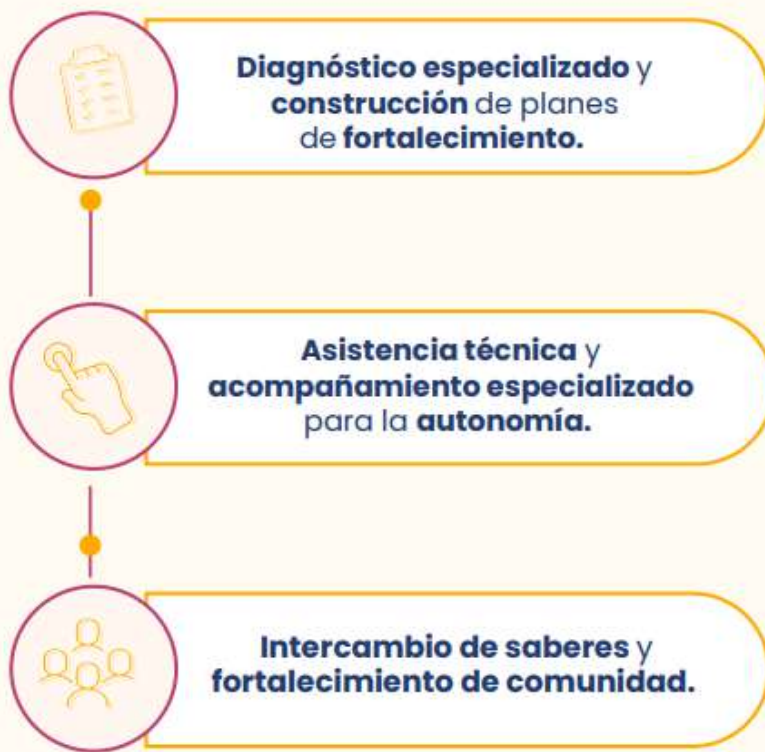 Diagnóstico especializado y
construcción de planes
de fortalecimiento.
Asistencia técnica y
acompañamiento especializado
para la autonomía.
Intercambio de saberes y
fortalecimiento de comunidad.